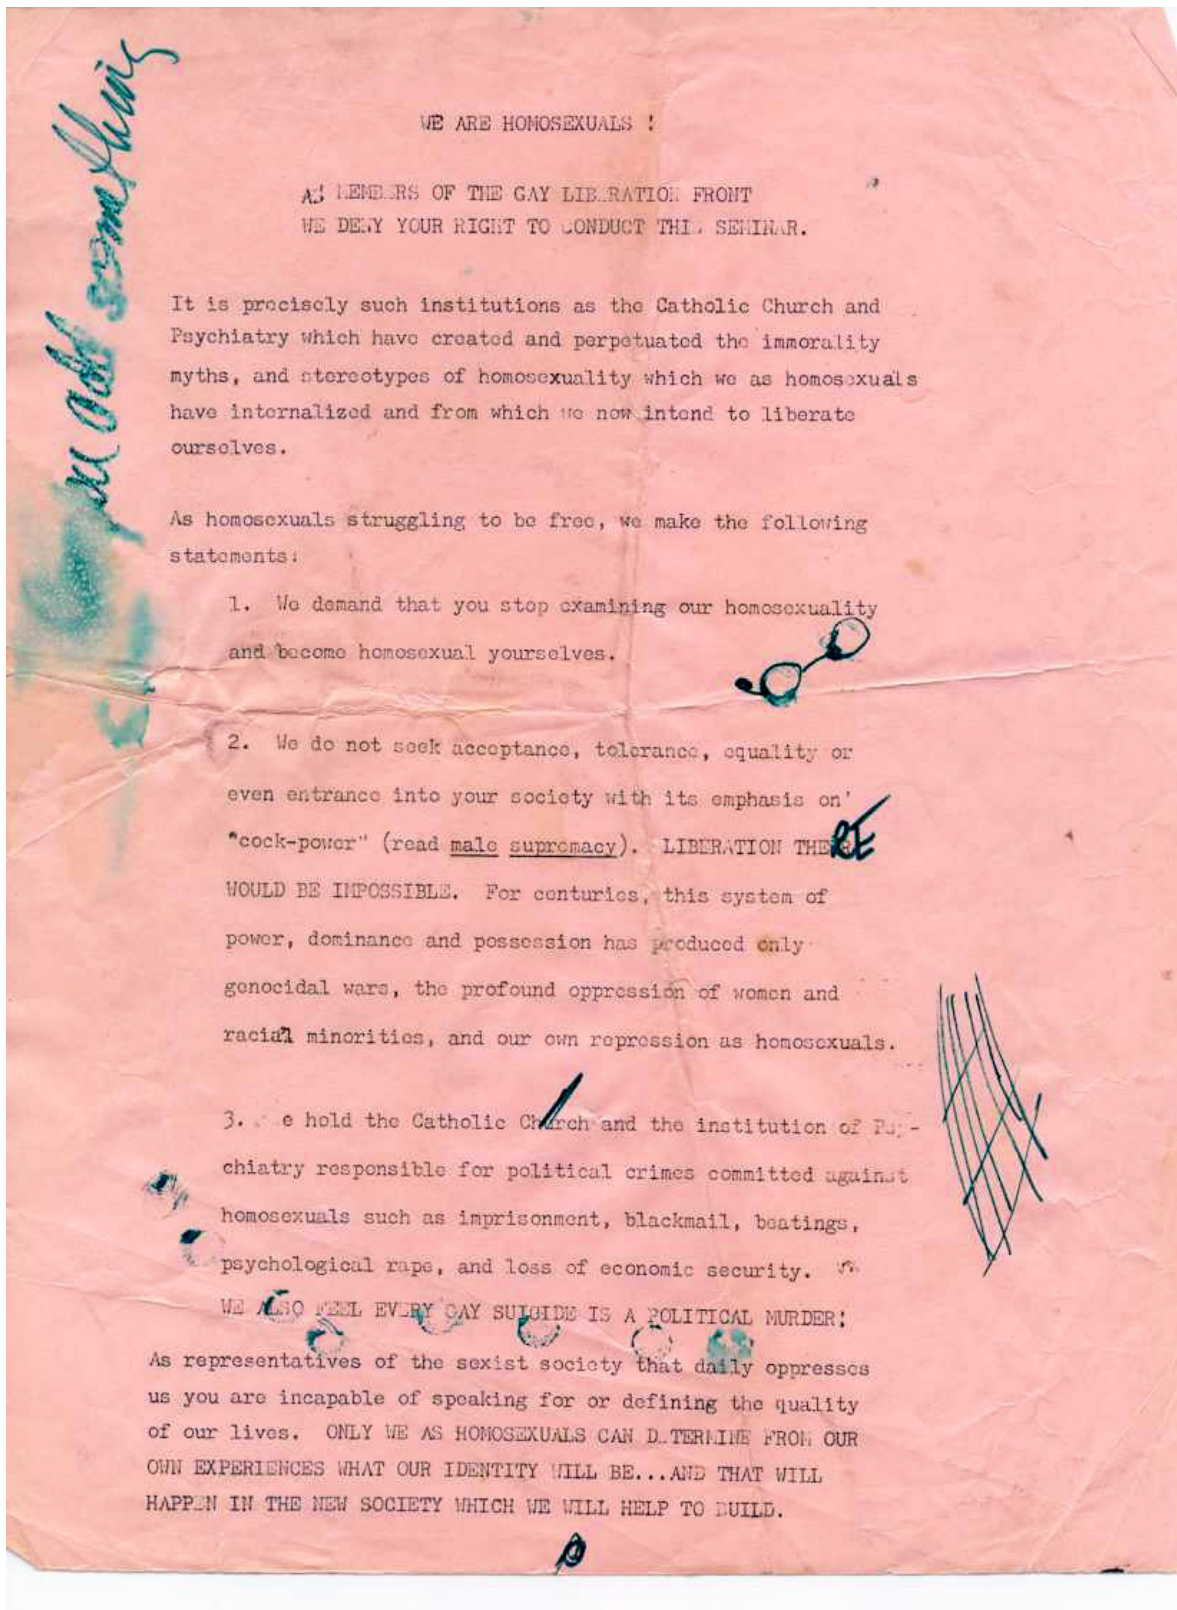 WE ARE HOMOSEXUALS !
AS MEMBERS OF THE GAY LIBERATION FRONT
WE DENY YOUR RIGHT TO CONDUCT THIS SEMINAR.
It is precisely such institutions as the Catholic Church and
Psychiatry which have created and perpetuated the immorality
myths, and stereotypes of homosexuality which we as homosexuals
have internalized and from which we now intend to liberate
ourselves.
As homosexuals struggling to be free, we make the following
statements:
1. We demand that you stop examining our homosexuality
and become homosexual yourselves.
2. We do not seek acceptance, tolerance, equality or
even entrance into your society with its emphasis on'
"cock-power" (read male supremacy). LIBERATION THERE
WOULD BE IMPOSSIBLE. For centuries, this system of
power, dominance and possession has produced only
genocidal wars, the profound oppression of women and
racial minorities, and our own repression as homosexuals.
3. e hold the Catholic Church and the institution of Psy-
chiatry responsible for political crimes committed against
homosexuals such as imprisonment, blackmail, beatings,
psychological rape, and loss of economic security.
WE ALSO FEEL EVERY GAY SUICIDE IS A POLITICAL MURDER!
As representatives of the sexist society that daily oppresses
us you are incapable of speaking for or defining the quality
of our lives. ONLY WE AS HOMOSEXUALS CAN DETERMINE FROM OUR
OWN EXPERIENCES WHAT OUR IDENTITY WILL BE...AND THAT WILL
HAPPEN IN THE NEW SOCIETY WHICH WE WILL HELP TO BUILD.
add something